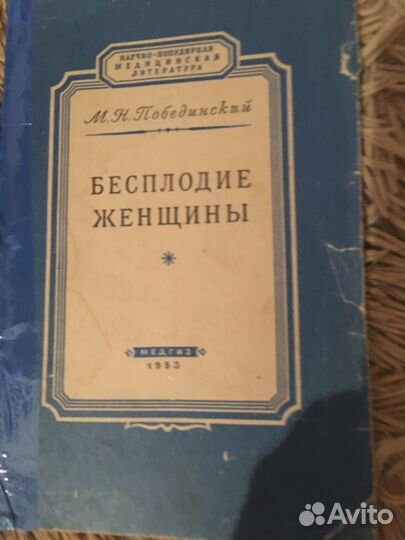 НАУЧНО-ПОПУЛЯРНАЯ
МЕДИЦИНСКАЯ
ЛИТЕРАТУРА
М. Н. Побединский
БЕСПЛОДИЕ
ЖЕНЩИНЫ
МЕДГИЗ
1953
Avito